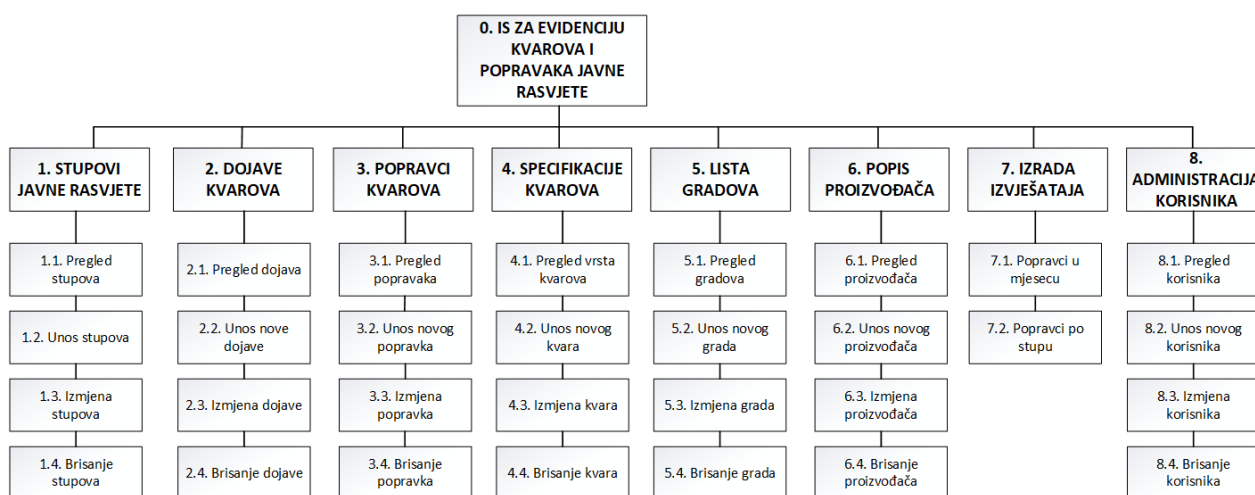 0. IS ZA EVIDENCIJU
KVAROVA I
POPRAVAKA JAVNE
RASVJETE
1. STUPOVI
JAVNE RASVJETE
2. DOJAVE
KVAROVA
3. POPRAVCI
KVAROVA
4. SPECIFIKACIJE
KVAROVA
5. LISTA
GRADOVA
6. POPIS
PROIZVOĐAČA
7. IZRADA
IZVJEŠATAJA
8.
ADMINISTRACIJA
KORISNIKA
1.1. Pregled
stupova
2.1. Pregled dojava
3.1. Pregled
popravaka
4.1. Pregled vrsta
kvarova
5.1. Pregled
gradova
6.1. Pregled
proizvođača
7.1. Popravci u
mjesecu
8.1. Pregled
korisnika
1.2. Unos stupova
2.2. Unos nove
dojave
3.2. Unos novog
popravka
4.2. Unos novog
kvara
5.2. Unos novog
grada
6.2. Unos novog
proizvođača
7.2. Popravci po
stupu
8.2. Unos novog
korisnika
1.3. Izmjena
stupova
2.3. Izmjena dojave
3.3. Izmjena
popravka
4.3. Izmjena kvara
5.3. Izmjena grada
6.3. Izmjena
proizvođača
8.3. Izmjena
korisnika
1.4. Brisanje
stupova
2.4. Brisanje dojave
3.4. Brisanje
popravka
4.4. Brisanje kvara
5.4. Brisanje grada
6.4. Brisanje
proizvođača
8.4. Brisanje
korisnika